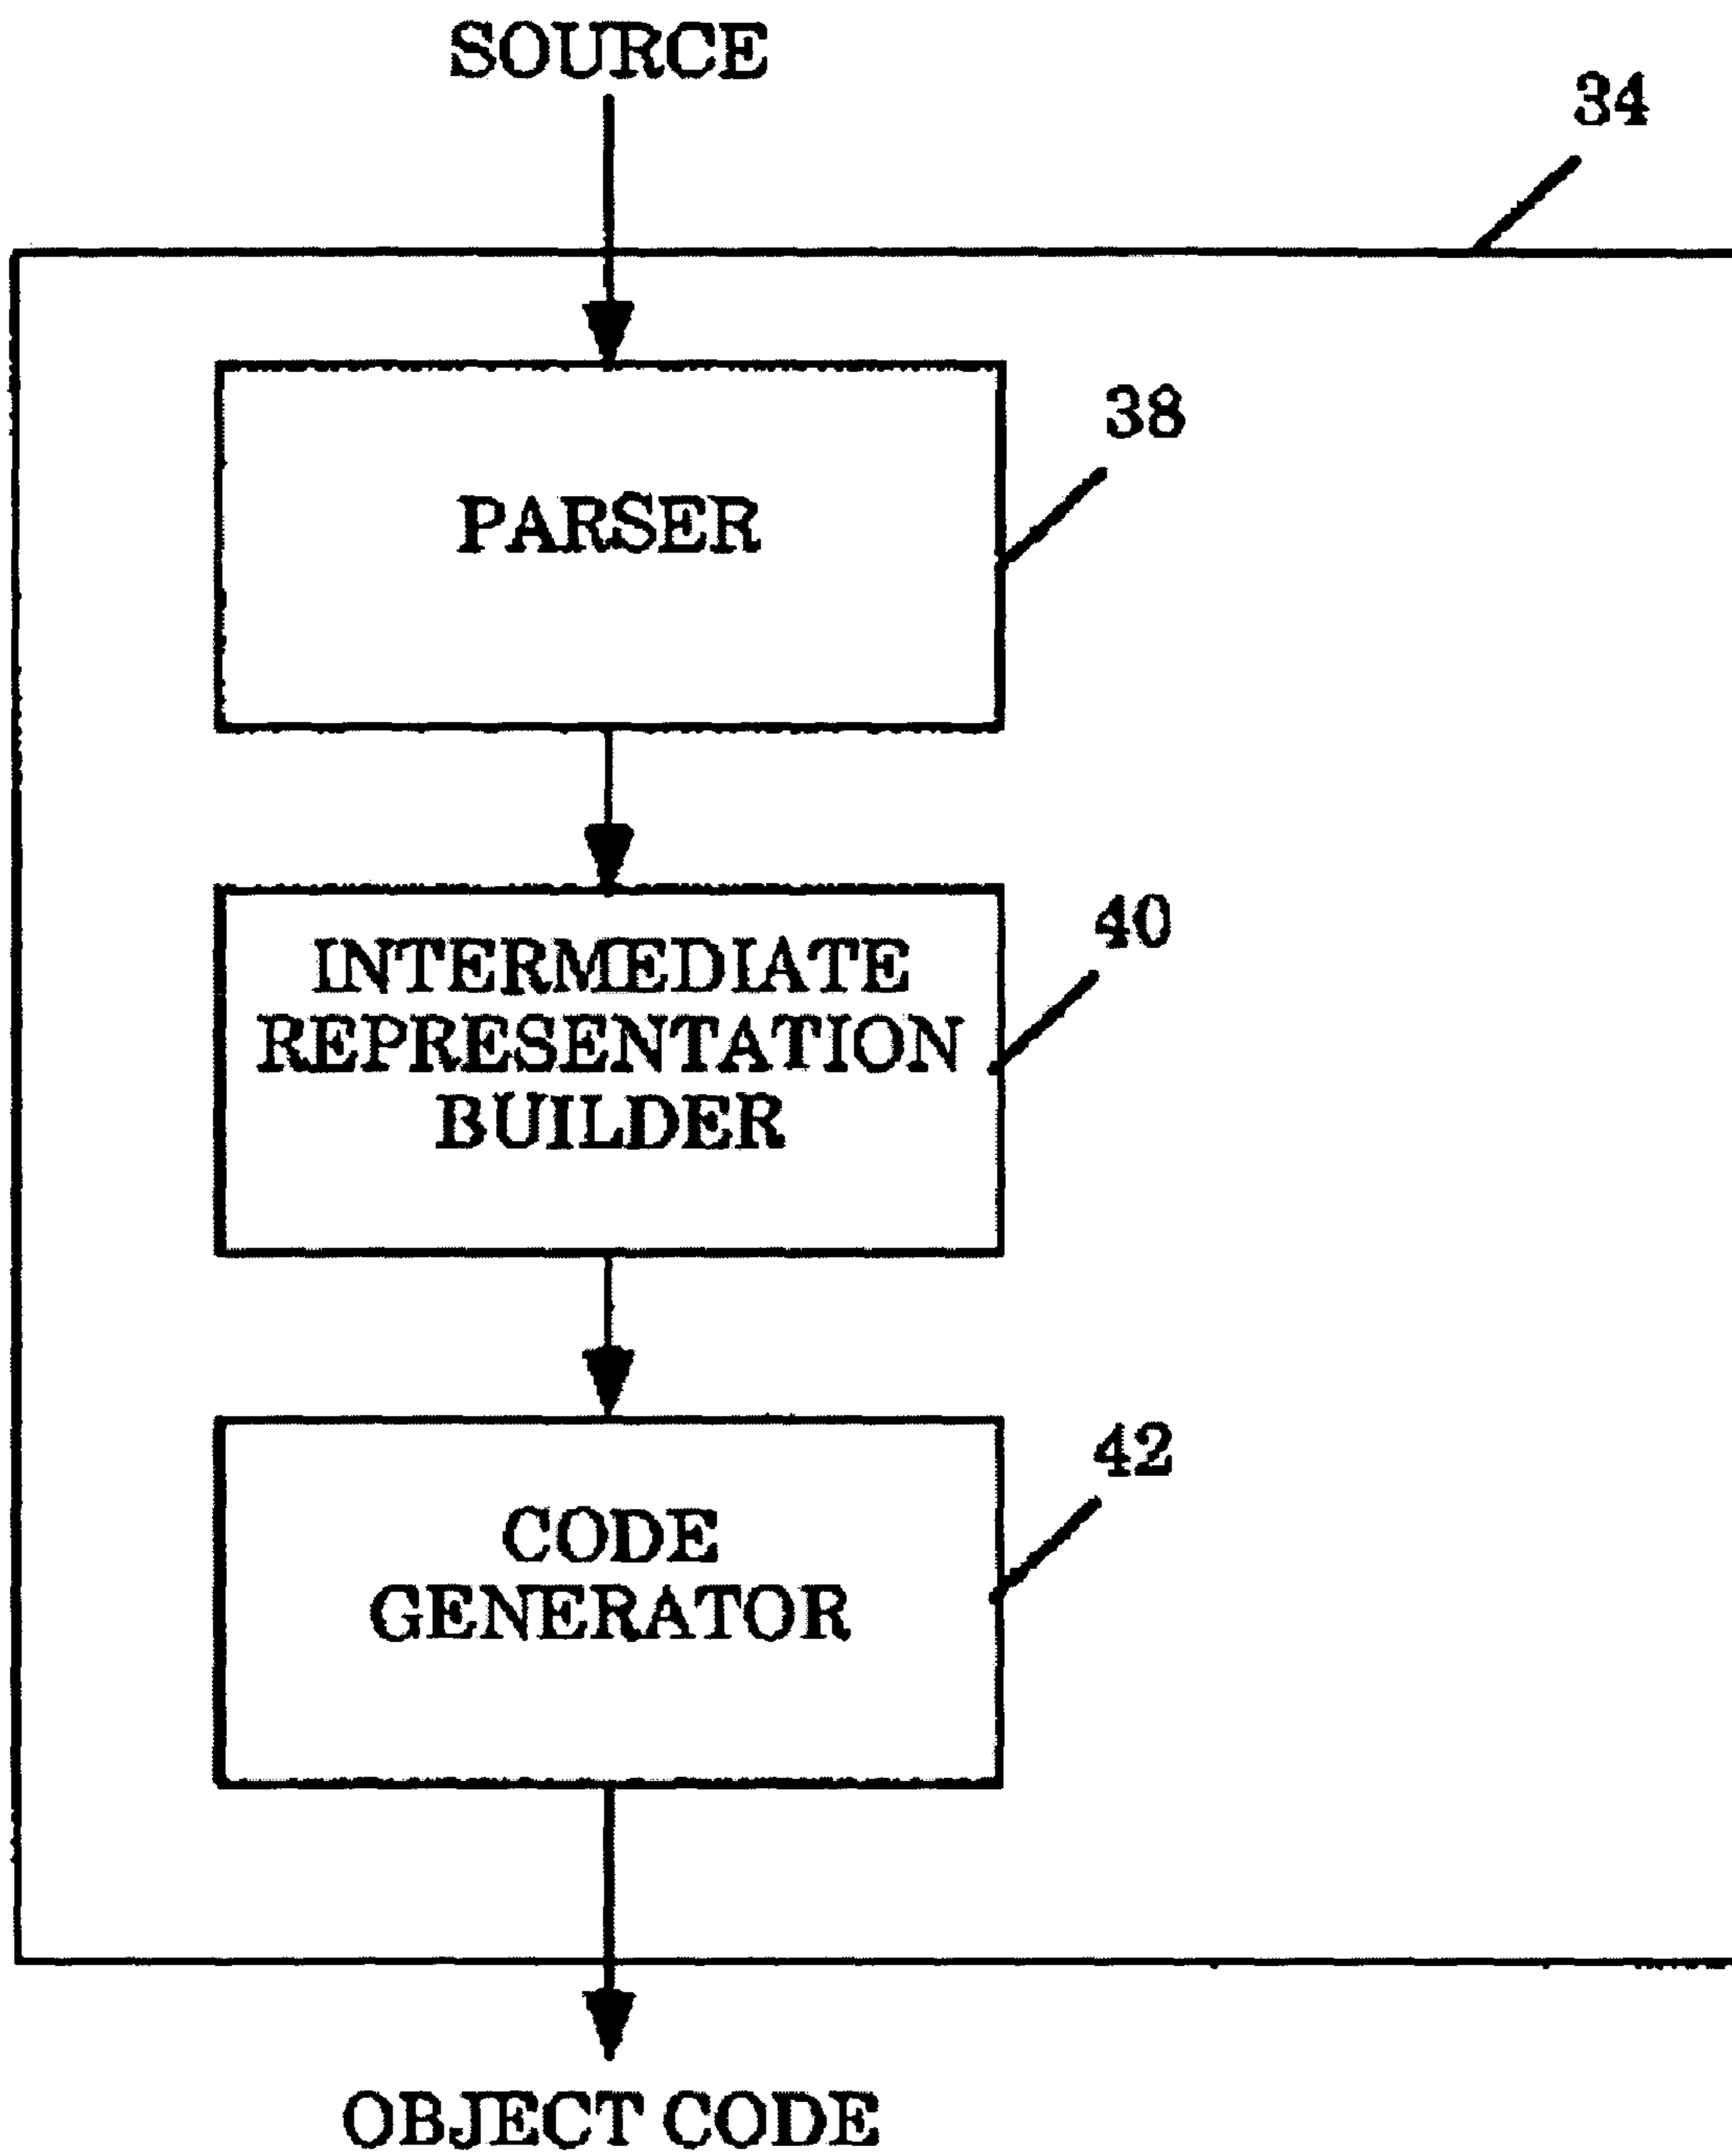 SOURCE
34
PARSER
38
INTERMEDIATE
REPRESENTATION
BUILDER
40
CODE
GENERATOR
42
OBJECT CODE